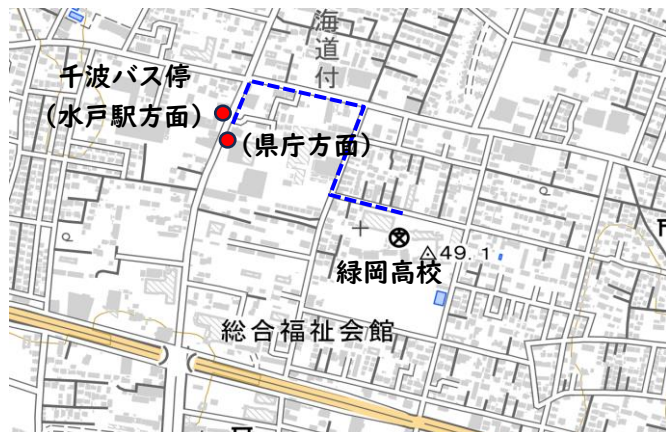 海道付
千波バス停
(水戸駅方面)
(県庁方面)
49.1
緑岡高校
総合福祉会館